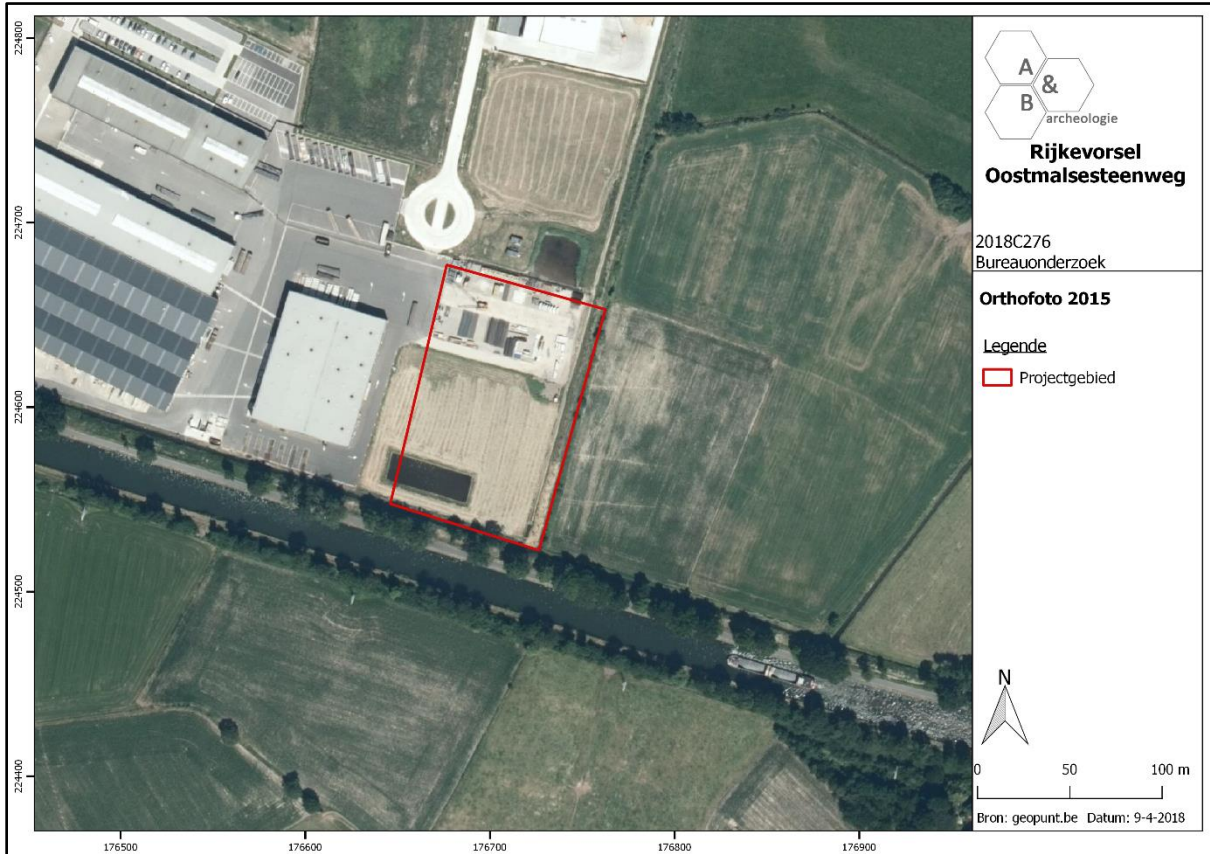 A
&
B
archeologie
Rijkevorsel
Oostmalsesteenweg
2018C276
Bureauonderzoek
Orthofoto 2015
Legende
Projectgebied
N
0 50 100 m
Bron: geopunt.be Datum: 9-4-2018
224800
224700
224600
224500
224400
176500 176600 176700 176800 176900